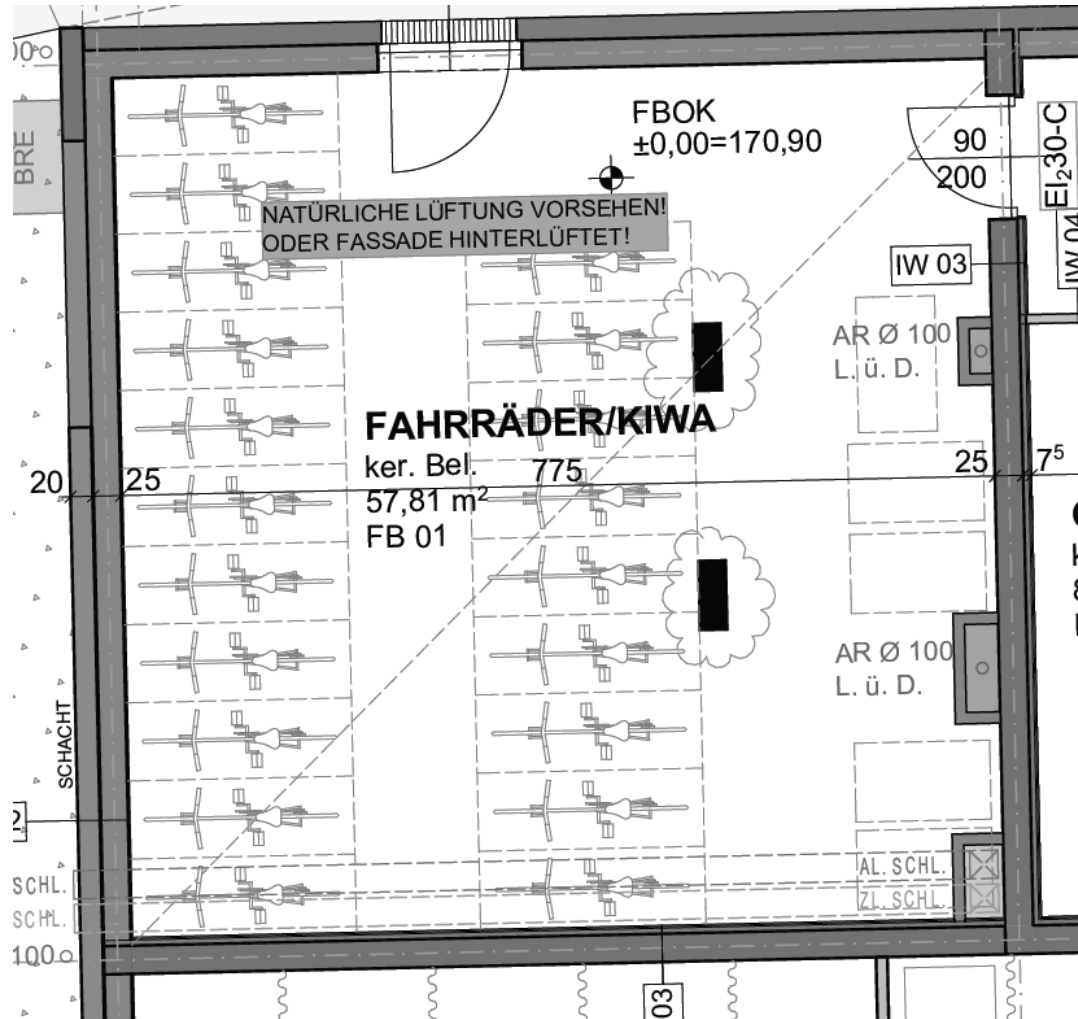 BRE
FBOK
±0,00=170,90
90
200
EI₂30-C
NATÜRLICHE LÜFTUNG VORSEHEN!
ODER FASSADE HINTERLÜFTET!
IW 03
IW 04
AR Ø 100
L. ü. D.
FAHRRÄDER/KIWA
ker. Bel.
57,81 m²
FB 01
20
25
775
25
7⁵
AR Ø 100
L. ü. D.
SCHACHT
2
SCHL.
SCHL.
AL. SCHL.
ZL. SCHL.
100
03